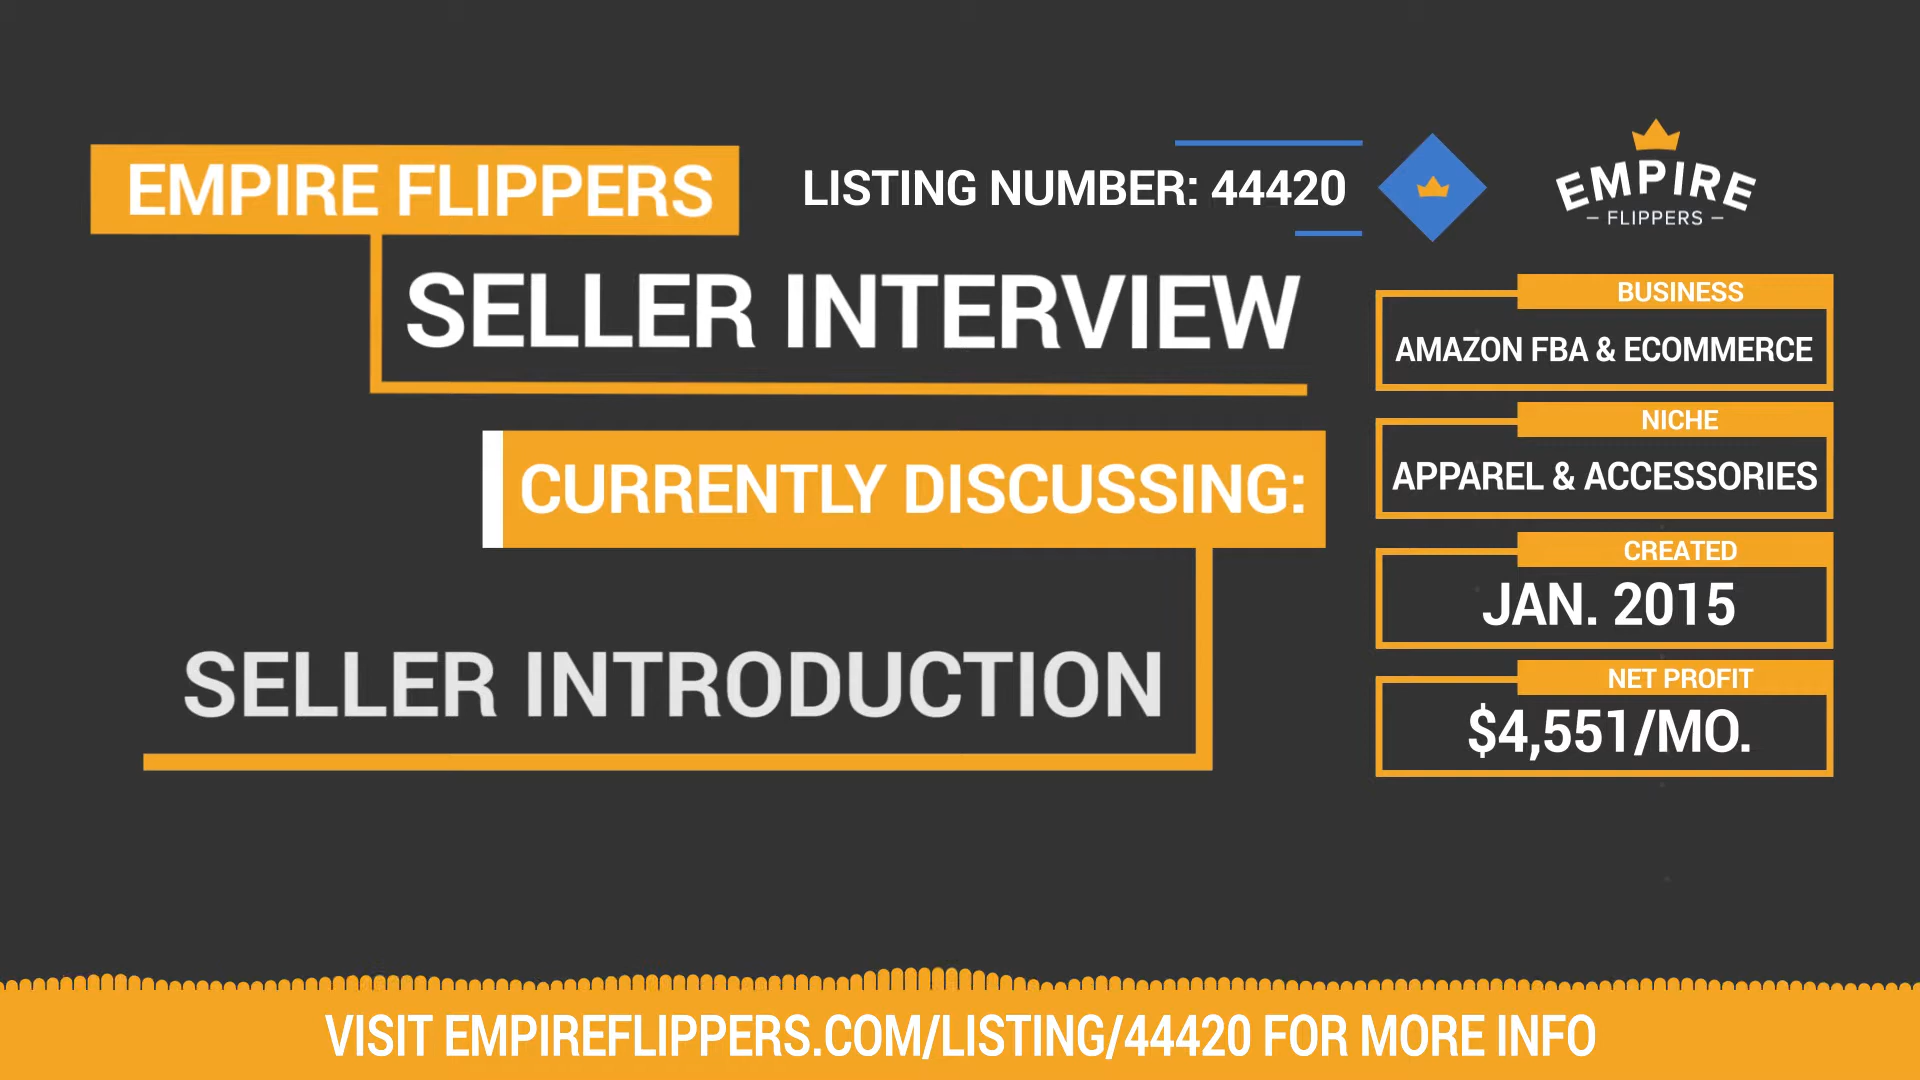 EMPIRE FLIPPERS
LISTING NUMBER: 44420
EMPIRE
FLIPPERS
SELLER INTERVIEW
CURRENTLY DISCUSSING:
SELLER INTRODUCTION
BUSINESS
AMAZON FBA & ECOMMERCE
NICHE
APPAREL & ACCESSORIES
CREATED
JAN. 2015
NET PROFIT
$4,551/MO.
VISIT EMPIREFLIPPERS.COM/LISTING/44420 FOR MORE INFO